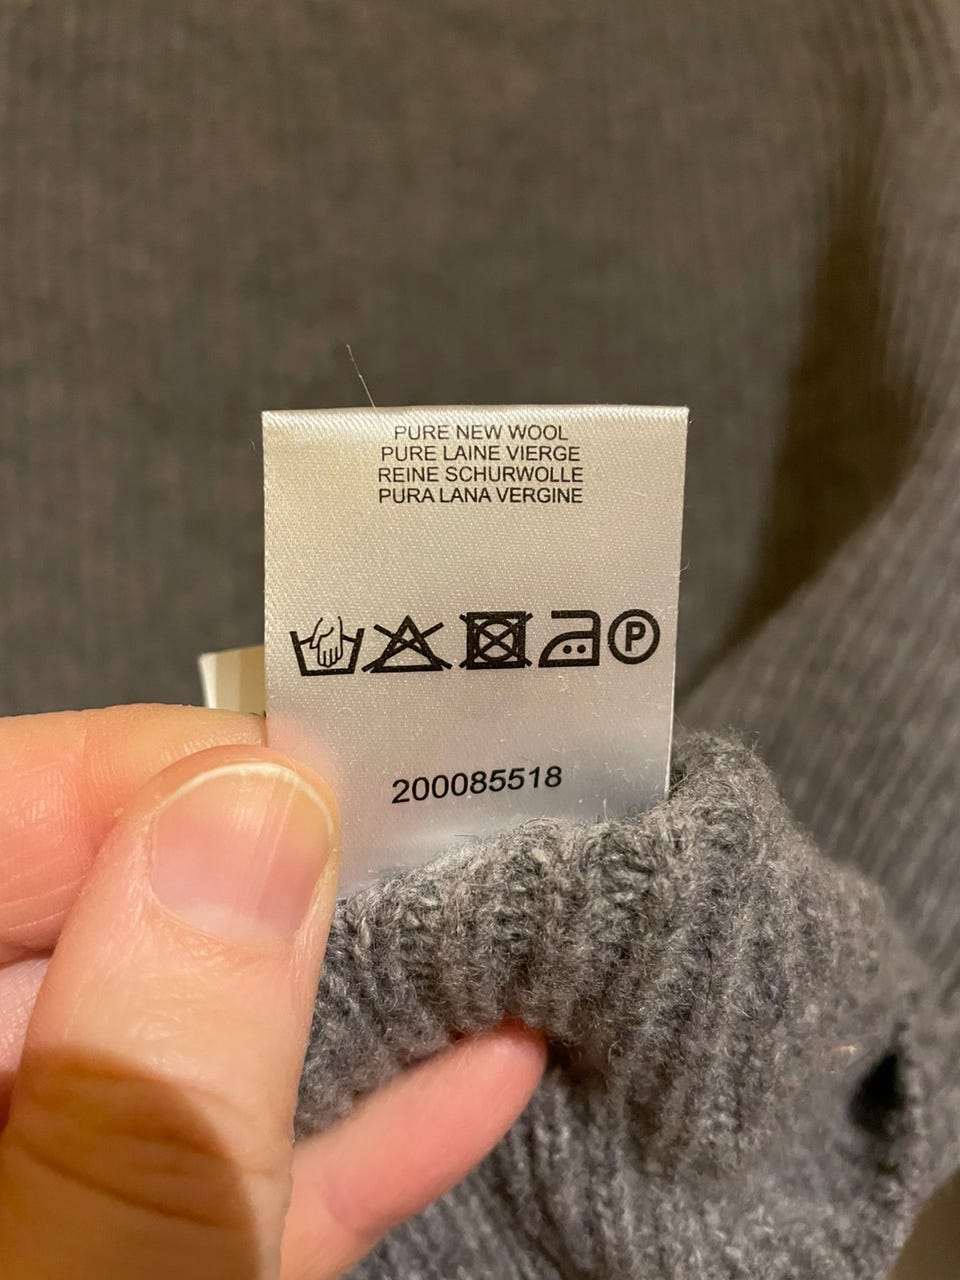 PURE NEW WOOL
PURE LAINE VIERGE
REINE SCHURWOLLE
PURA LANA VERGINE
P
200085518